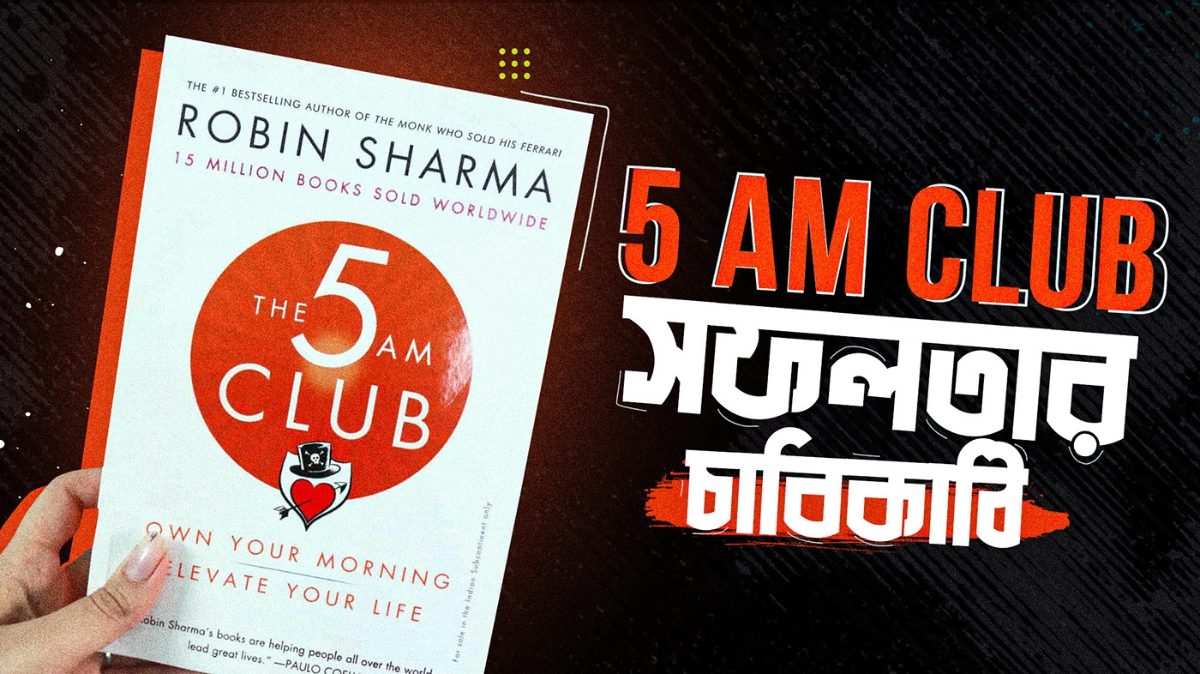 THE #1 BESTSELLING AUTHOR OF THE MONK WHO SOLD HIS FERRARI
ROBIN SHARMA
15 MILLION BOOKS SOLD WORLDWIDE
THE 5 AM
CLUB
OWN YOUR MORNING
ELEVATE YOUR LIFE
Robin Sharma's books are helping people all over the world
lead great lives." —PAULO
For sale in the Indian Subcontinent only
5 AM CLUB
সফলতার
চাবিকাঠি